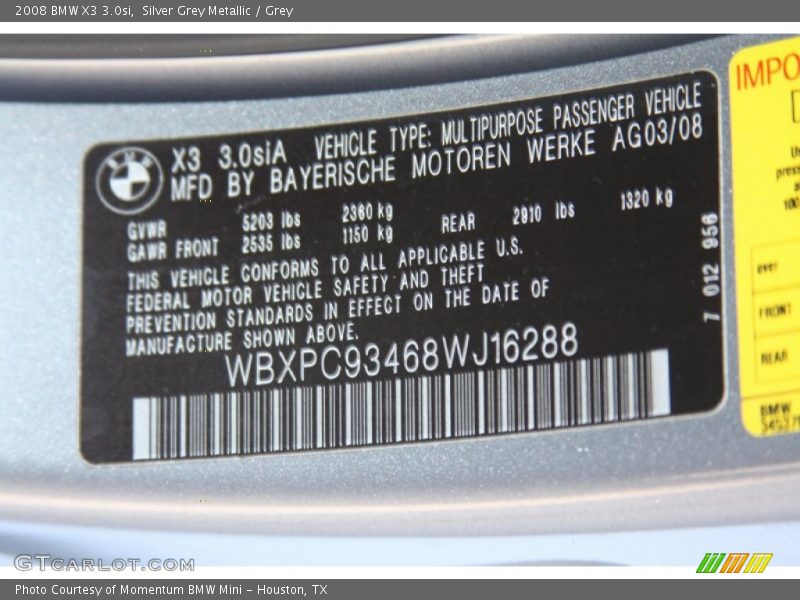 2008 BMW X3 3.0si, Silver Grey Metallic / Grey
BMW
X3 3.0siA VEHICLE TYPE: MULTIPURPOSE PASSENGER VEHICLE
MFD BY BAYERISCHE MOTOREN WERKE AG03/08
GVWR 5203 lbs 2360 kg
GAWR FRONT 2535 lbs 1150 kg REAR 2910 lbs 1320 kg
THIS VEHICLE CONFORMS TO ALL APPLICABLE U.S.
FEDERAL MOTOR VEHICLE SAFETY AND THEFT
PREVENTION STANDARDS IN EFFECT ON THE DATE OF
MANUFACTURE SHOWN ABOVE.
WBXPC93468WJ16288
7 012 956
IMPO
FRONT
REAR
BMW
GTCARLOT.COM
Photo Courtesy of Momentum BMW Mini - Houston, TX